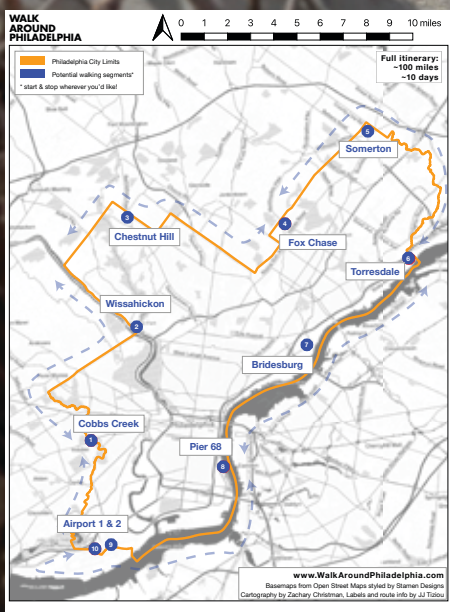 WALK
AROUND
PHILADELPHIA
0 1 2 3 4 5 6 7 8 9 10 miles
Philadelphia City Limits
Potential walking segments*
* start & stop wherever you'd like!
Full itinerary:
~100 miles
~10 days
5
Somerton
3
Chestnut Hill
4
Fox Chase
6
Torresdale
Wissahickon
2
7
Bridesburg
Cobbs Creek
1
Pier 68
8
Airport 1 & 2
10
9
www.WalkAroundPhiladelphia.com
Basemaps from Open Street Maps styled by Stamen Designs
Cartography by Zachary Christman, Labels and route info by JJ Tiziou